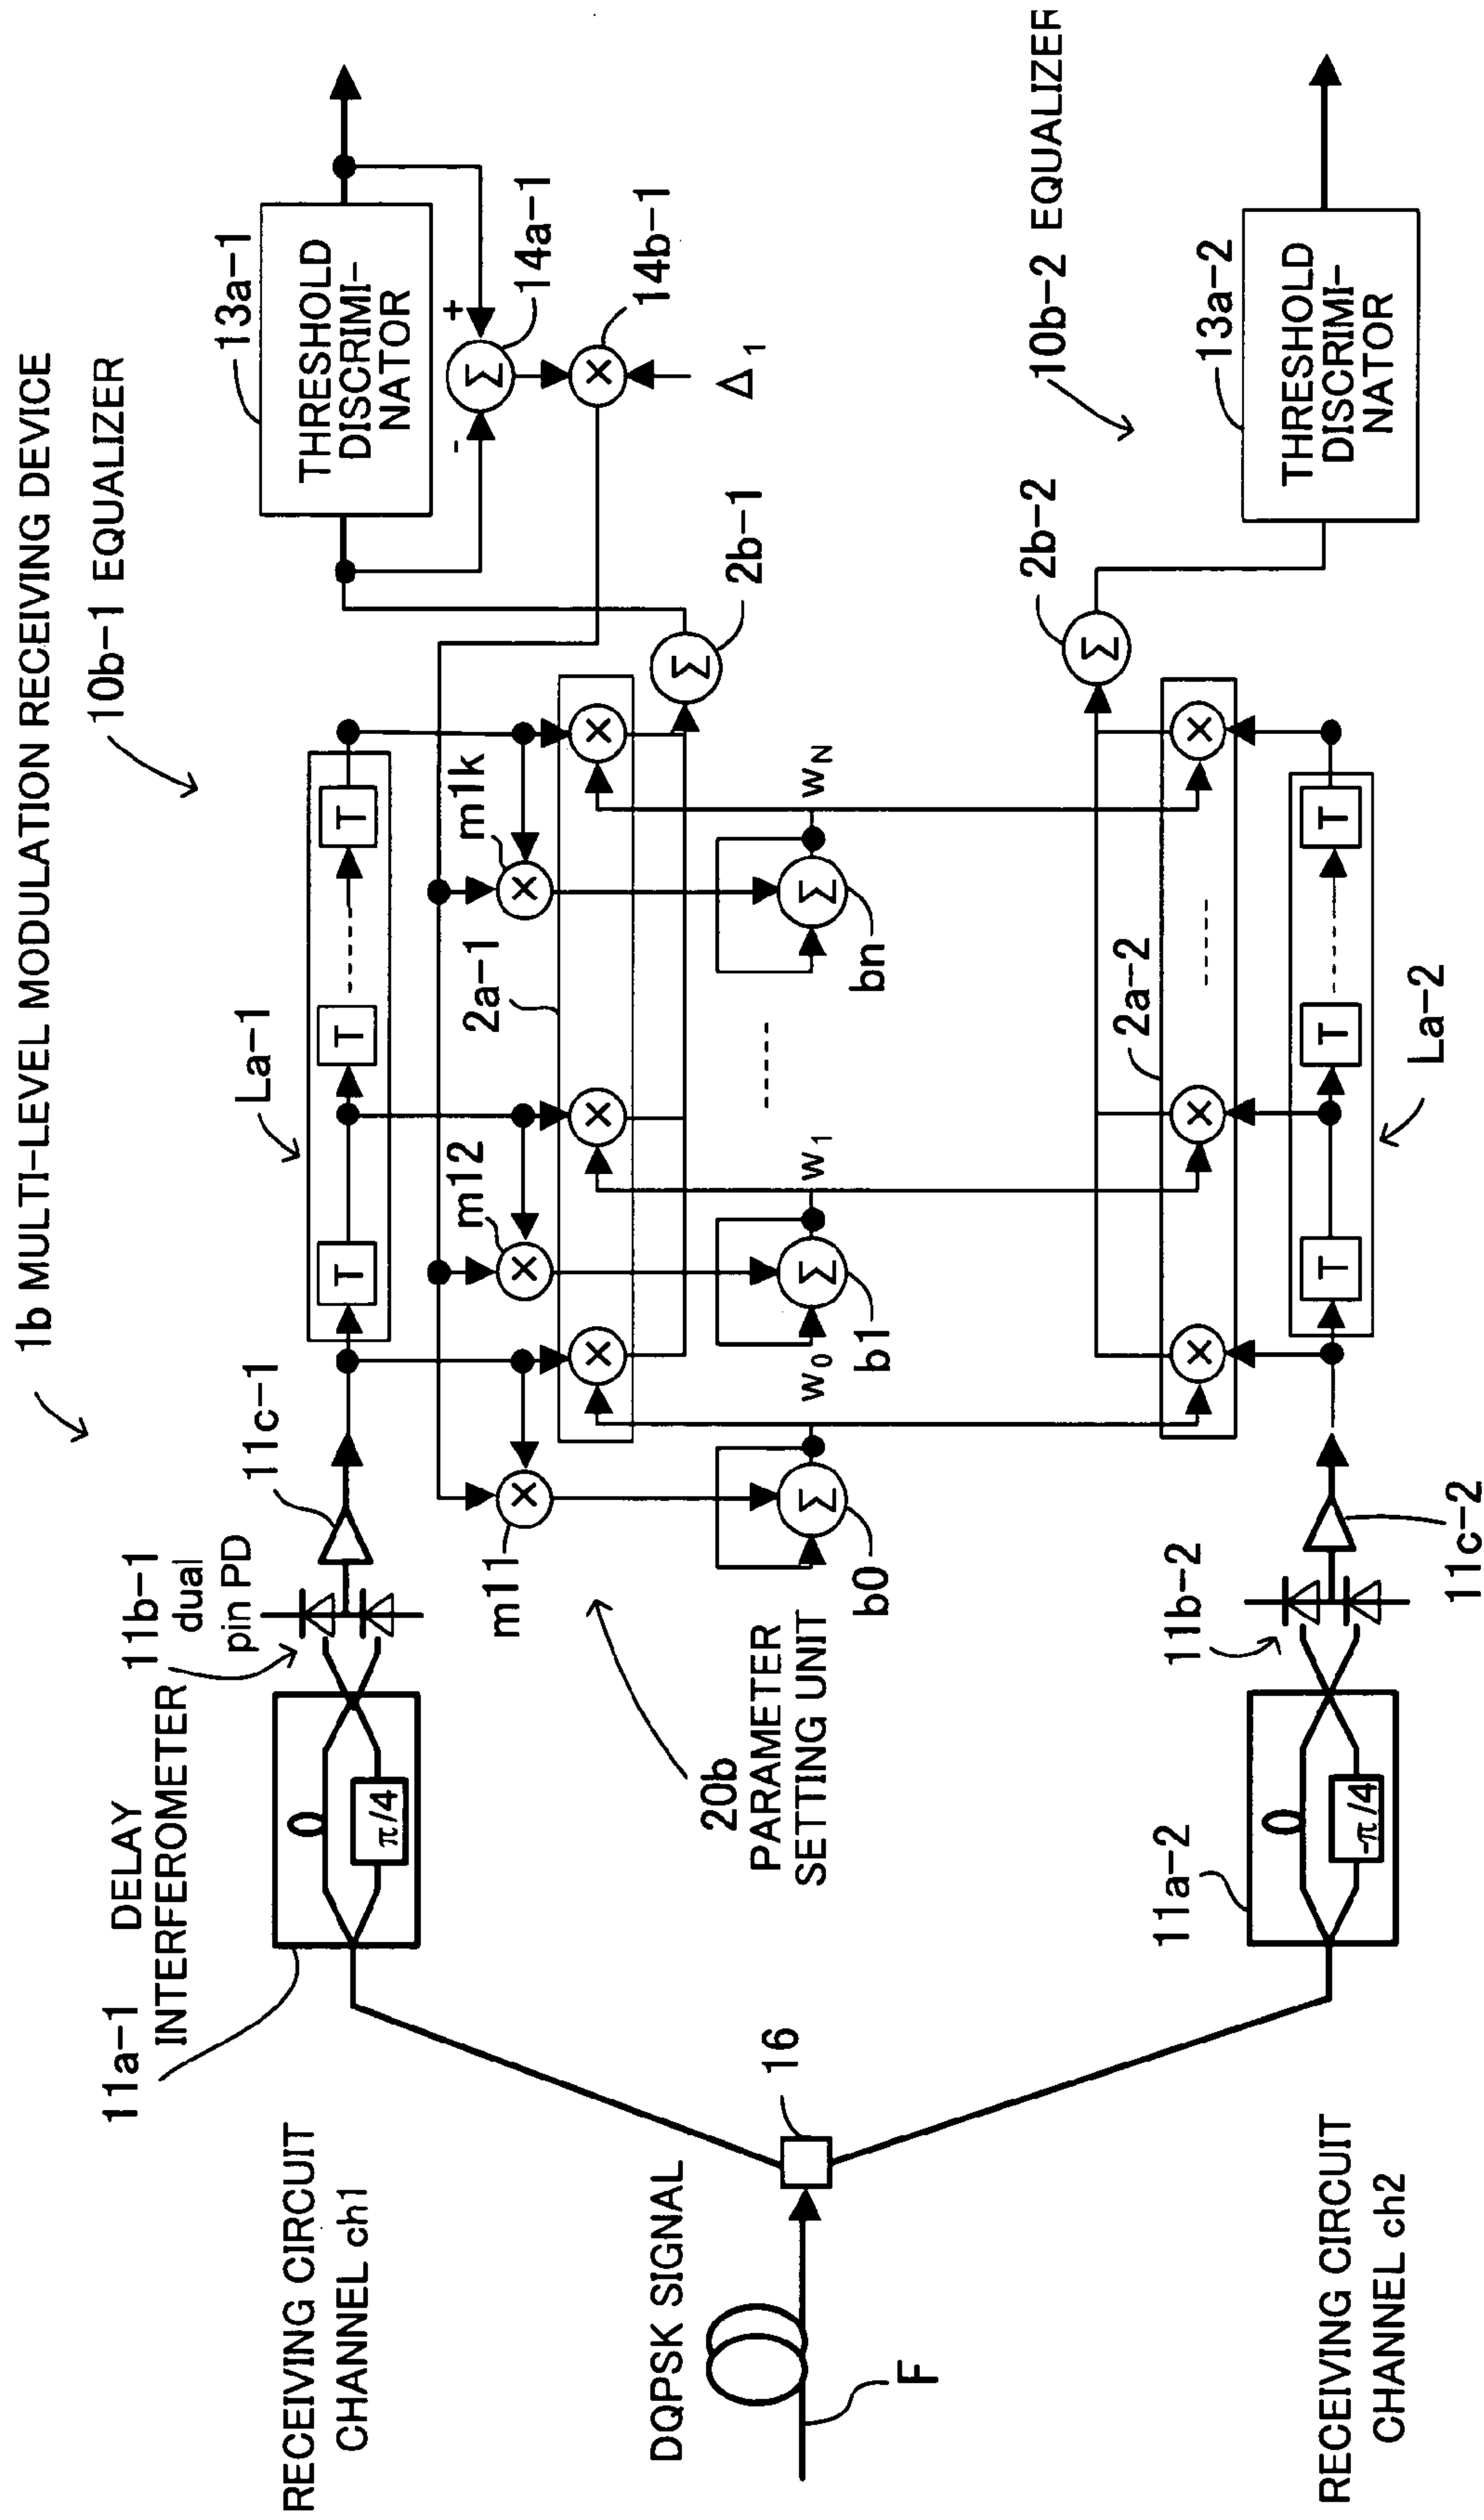 1b MULTI-LEVEL MODULATION RECEIVING DEVICE
10b-1 EQUALIZER
RECEIVING CIRCUIT
CHANNEL ch1
11a-1 DELAY
INTERFEROMETER
0
π/4
11b-1
dual
pin PD
11c-1
La-1
T
T
T
13a-1
THRESHOLD
DISCRIMI-
NATOR
-
+
Σ
14a-1
×
14b-1
Δ1
m11
×
m12
×
m1k
×
2a-1
×
×
×
Σ
2b-1
DQPSK SIGNAL
F
16
20b
PARAMETER
SETTING UNIT
Σ
b0
W0
Σ
b1
W1
Σ
bn
WN
2b-2
Σ
10b-2 EQUALIZER
2a-2
×
×
×
RECEIVING CIRCUIT
CHANNEL ch2
11a-2
0
-π/4
11b-2
11c-2
T
T
T
La-2
13a-2
THRESHOLD
DISCRIMI-
NATOR